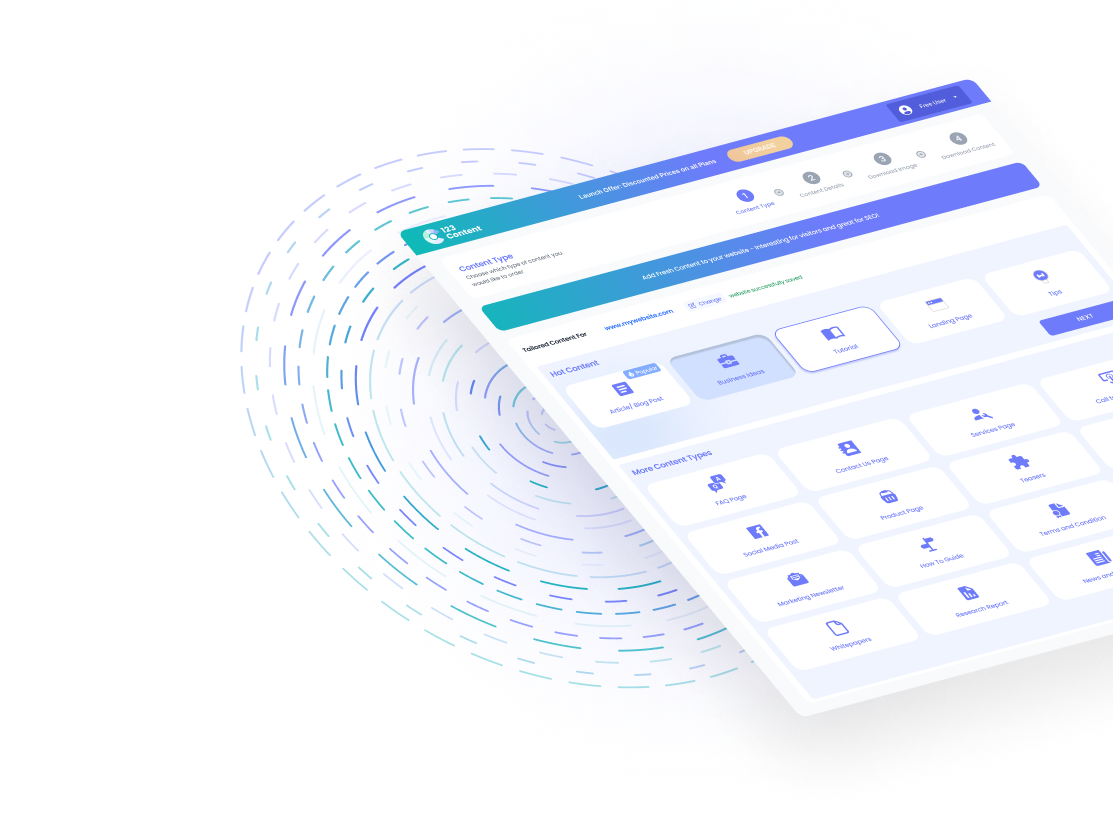 Free User
Launch Offer: Discounted Prices on all Plans
UPGRADE
123
Content
1
2
3
4
Content Type
Content Details
Download Image
Download Content
Content Type
Choose which type of content you
would like to order
Add Fresh Content to your website - Interesting for visitors and great for SEO!
Tailored Content For
www.mywebsite.com
Change
website successfully saved
Hot Content
Popular
Article/ Blog Post
Business Ideas
Tutorial
Landing Page
Tips
NEXT
More Content Types
FAQ Page
Contact Us Page
Services Page
Call to
Social Media Post
Product Page
Teasers
Marketing Newsletter
How To Guide
Terms and Condition
Whitepapers
Research Report
News and